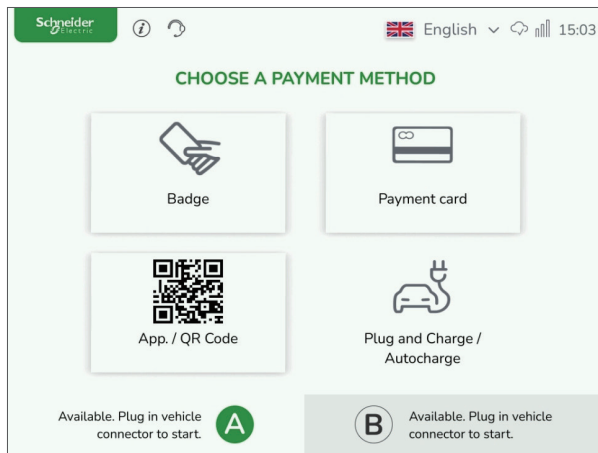 Schneider
Electric
i
English
15:03
CHOOSE A PAYMENT METHOD
Badge
Payment card
App. / QR Code
Plug and Charge /
Autocharge
Available. Plug in vehicle
connector to start.
A
B
Available. Plug in vehicle
connector to start.